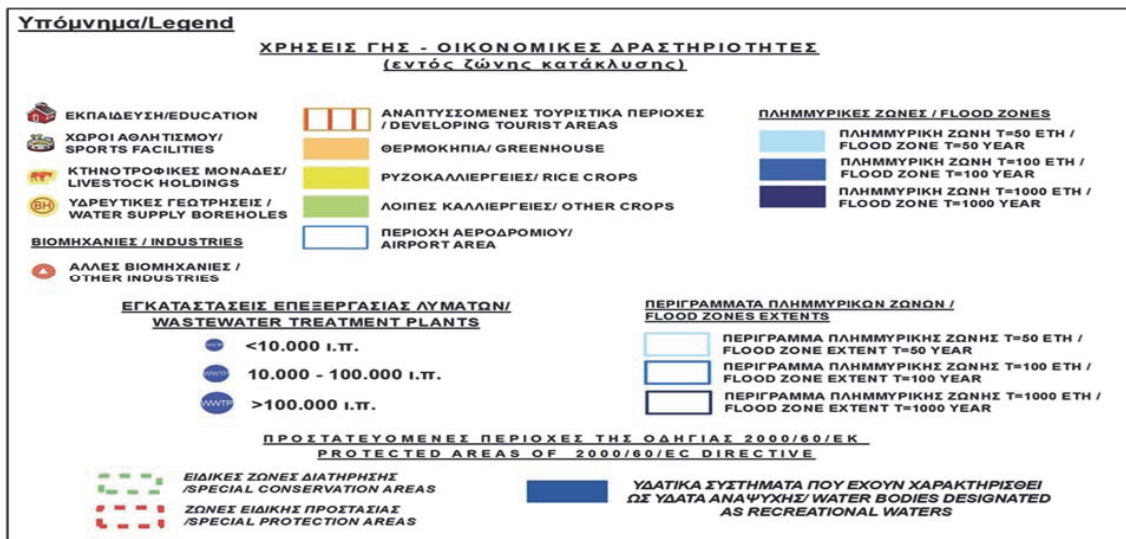 Υπόμνημα/Legend
ΧΡΗΣΕΙΣ ΓΗΣ - ΟΙΚΟΝΟΜΙΚΕΣ ΔΡΑΣΤΗΡΙΟΤΗΤΕΣ
(εντός ζώνης κατάκλυσης)
ΕΚΠΑΙΔΕΥΣΗ/EDUCATION
ΧΩΡΟΙ ΑΘΛΗΤΙΣΜΟΥ/
SPORTS FACILITIES
ΚΤΗΝΟΤΡΟΦΙΚΕΣ ΜΟΝΑΔΕΣ/
LIVESTOCK HOLDINGS
BH
ΥΔΡΕΥΤΙΚΕΣ ΓΕΩΤΡΗΣΕΙΣ /
WATER SUPPLY BOREHOLES
ΒΙΟΜΗΧΑΝΙΕΣ / INDUSTRIES
ΑΛΛΕΣ ΒΙΟΜΗΧΑΝΙΕΣ /
OTHER INDUSTRIES
ΑΝΑΠΤΥΣΣΟΜΕΝΕΣ ΤΟΥΡΙΣΤΙΚΑ ΠΕΡΙΟΧΕΣ
/ DEVELOPING TOURIST AREAS
ΘΕΡΜΟΚΗΠΙΑ/ GREENHOUSE
ΡΥΖΟΚΑΛΛΙΕΡΓΕΙΕΣ/ RICE CROPS
ΛΟΙΠΕΣ ΚΑΛΛΙΕΡΓΕΙΕΣ/ OTHER CROPS
ΠΕΡΙΟΧΗ ΑΕΡΟΔΡΟΜΙΟΥ/
AIRPORT AREA
ΠΛΗΜΜΥΡΙΚΕΣ ΖΩΝΕΣ / FLOOD ZONES
ΠΛΗΜΜΥΡΙΚΗ ΖΩΝΗ T=50 ΕΤΗ /
FLOOD ZONE T=50 YEAR
ΠΛΗΜΜΥΡΙΚΗ ΖΩΝΗ T=100 ΕΤΗ /
FLOOD ZONE T=100 YEAR
ΠΛΗΜΜΥΡΙΚΗ ΖΩΝΗ T=1000 ΕΤΗ /
FLOOD ZONE T=1000 YEAR
ΕΓΚΑΤΑΣΤΑΣΕΙΣ ΕΠΕΞΕΡΓΑΣΙΑΣ ΛΥΜΑΤΩΝ/
WASTEWATER TREATMENT PLANTS
<10.000 ι.π.
WWTP
10.000 - 100.000 ι.π.
WWTP
>100.000 ι.π.
ΠΕΡΙΓΡΑΜΜΑΤΑ ΠΛΗΜΜΥΡΙΚΩΝ ΖΩΝΩΝ /
FLOOD ZONES EXTENTS
ΠΕΡΙΓΡΑΜΜΑ ΠΛΗΜΜΥΡΙΚΗΣ ΖΩΝΗΣ T=50 ΕΤΗ /
FLOOD ZONE EXTENT T=50 YEAR
ΠΕΡΙΓΡΑΜΜΑ ΠΛΗΜΜΥΡΙΚΗΣ ΖΩΝΗΣ T=100 ΕΤΗ /
FLOOD ZONE EXTENT T=100 YEAR
ΠΕΡΙΓΡΑΜΜΑ ΠΛΗΜΜΥΡΙΚΗΣ ΖΩΝΗΣ T=1000 ΕΤΗ /
FLOOD ZONE EXTENT T=1000 YEAR
ΠΡΟΣΤΑΤΕΥΟΜΕΝΕΣ ΠΕΡΙΟΧΕΣ ΤΗΣ ΟΔΗΓΙΑΣ 2000/60/ΕΚ
PROTECTED AREAS OF 2000/60/EC DIRECTIVE
ΕΙΔΙΚΕΣ ΖΩΝΕΣ ΔΙΑΤΗΡΗΣΗΣ
/SPECIAL CONSERVATION AREAS
ΖΩΝΕΣ ΕΙΔΙΚΗΣ ΠΡΟΣΤΑΣΙΑΣ
/SPECIAL PROTECTION AREAS
ΥΔΑΤΙΚΑ ΣΥΣΤΗΜΑΤΑ ΠΟΥ ΕΧΟΥΝ ΧΑΡΑΚΤΗΡΙΣΘΕΙ
ΩΣ ΥΔΑΤΑ ΑΝΑΨΥΧΗΣ/ WATER BODIES DESIGNATED
AS RECREATIONAL WATERS